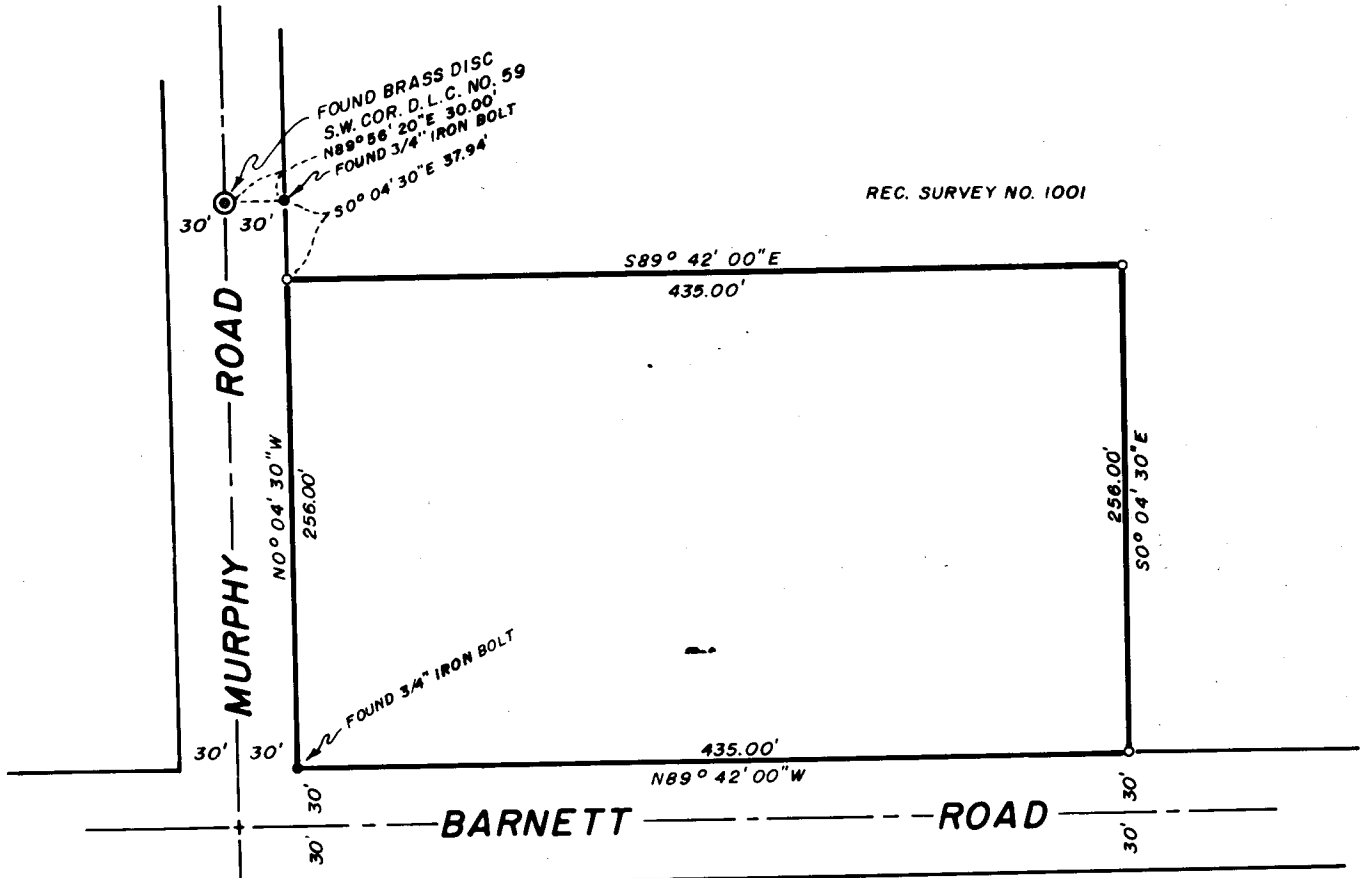 FOUND BRASS DISC
S.W. COR. D.L.C. NO. 59
N89° 56' 20"E 30.00'
FOUND 3/4" IRON BOLT
S0° 04' 30"E 37.94'
REC. SURVEY NO. 1001
30' 30'
S89° 42' 00"E
435.00'
MURPHY ROAD
N0° 04' 30"W
256.00'
256.00'
S0° 04' 30"E
FOUND 3/4" IRON BOLT
30' 30'
435.00'
N89° 42' 00"W
30'
30'
BARNETT ROAD
30'
30'